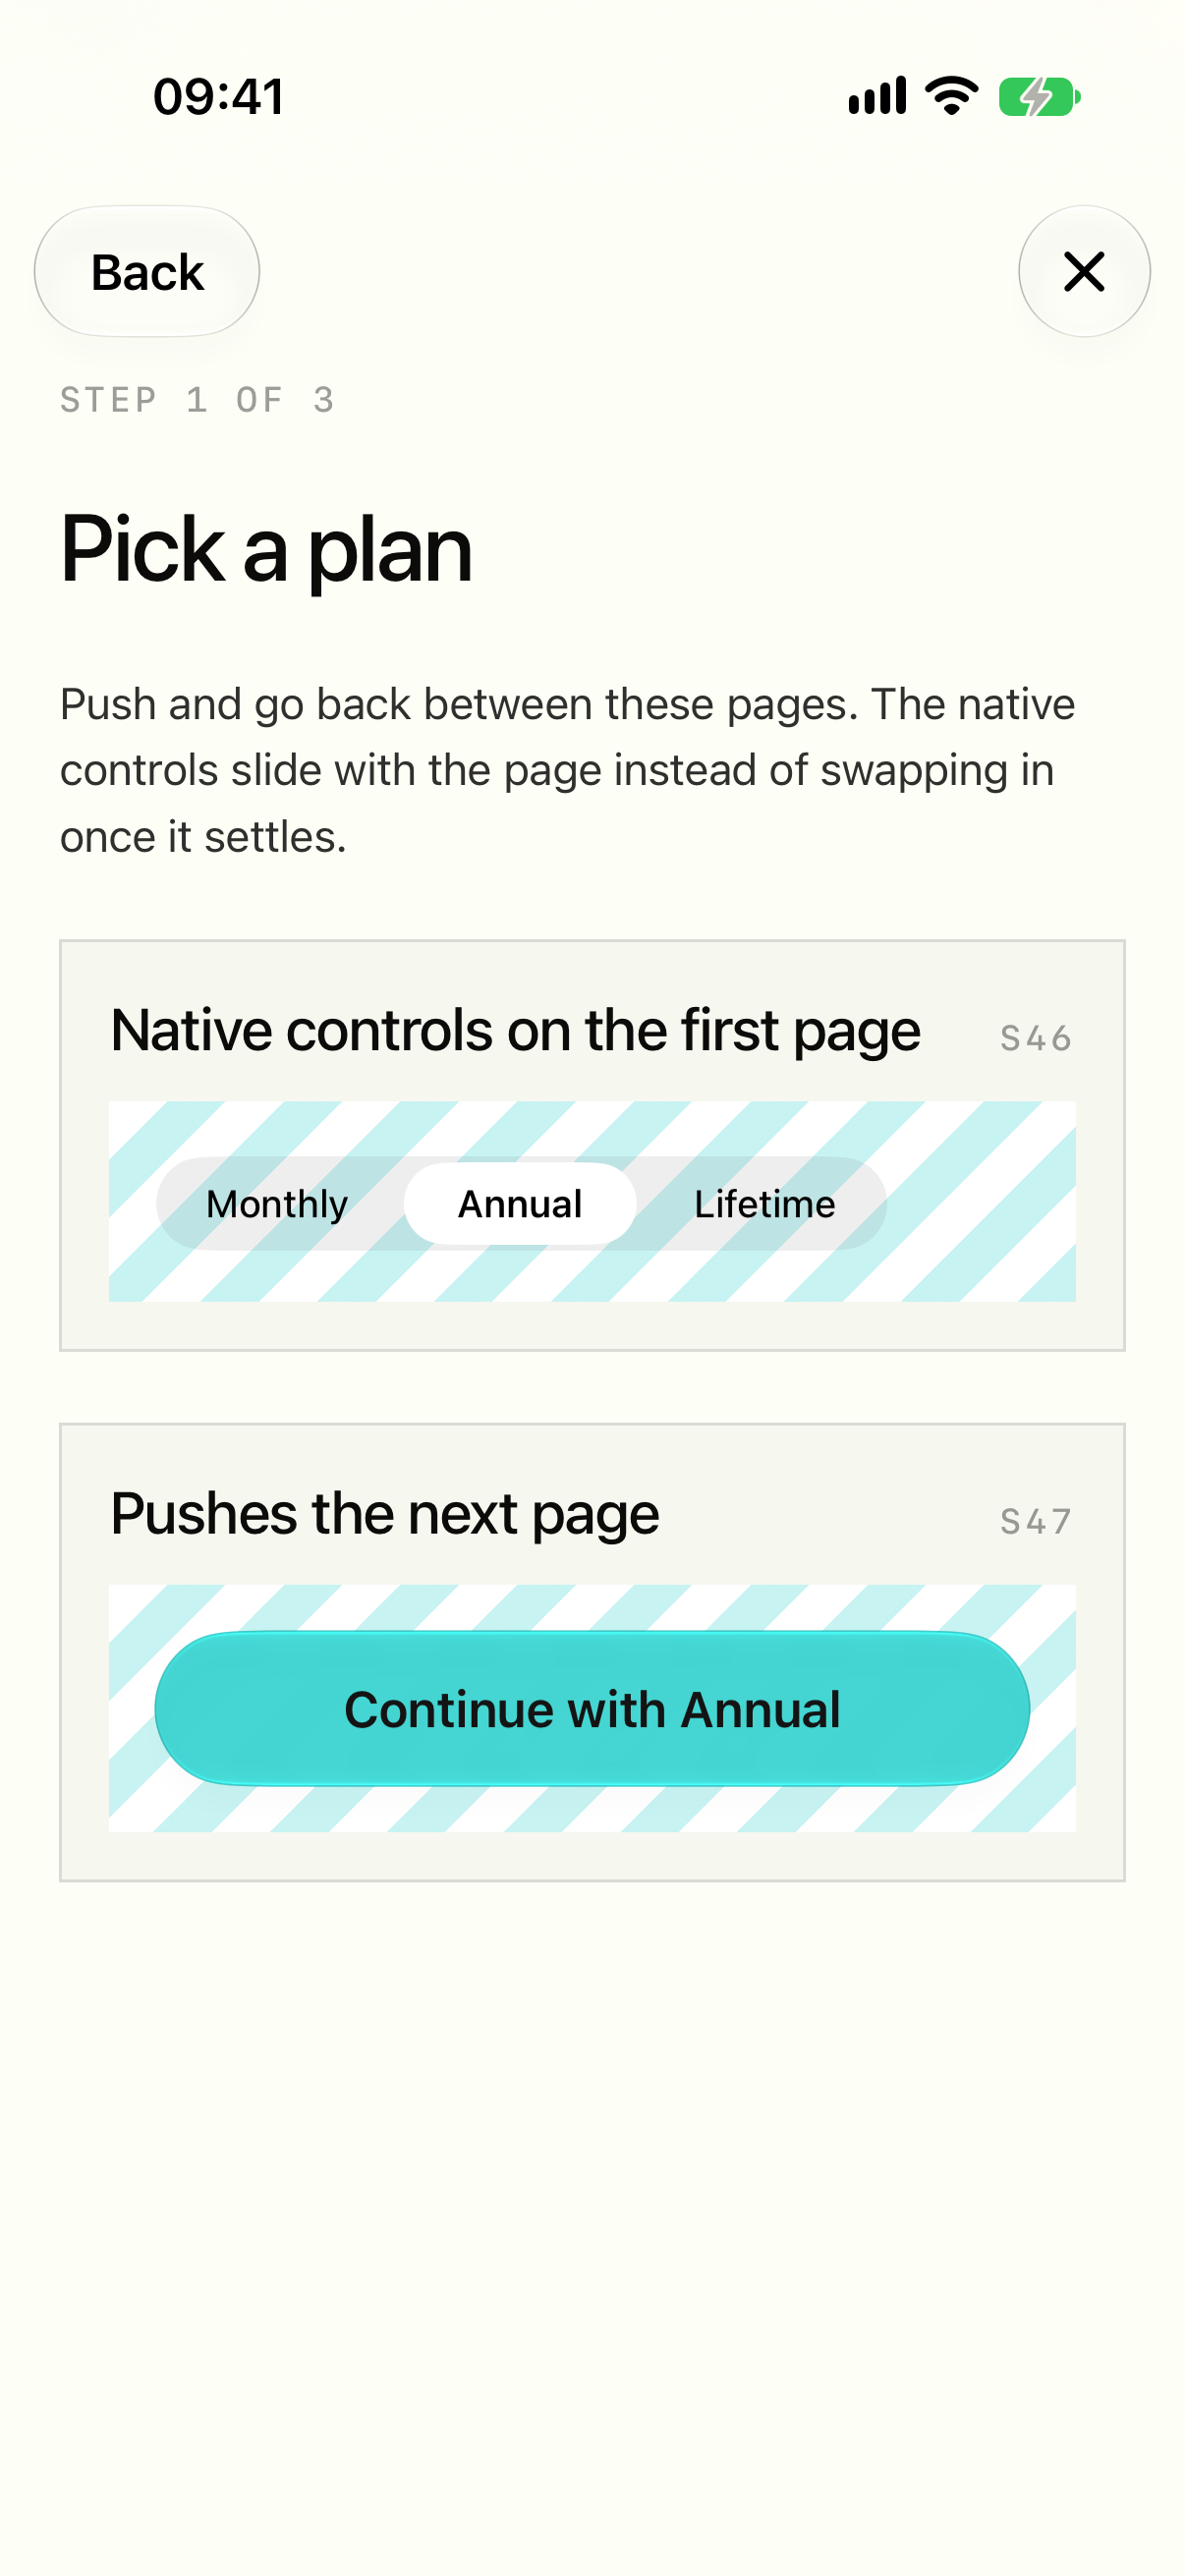 09:41
Back
STEP 1 OF 3
Pick a plan
Push and go back between these pages. The native
controls slide with the page instead of swapping in
once it settles.
Native controls on the first page S46
Monthly Annual Lifetime
Pushes the next page S47
Continue with Annual